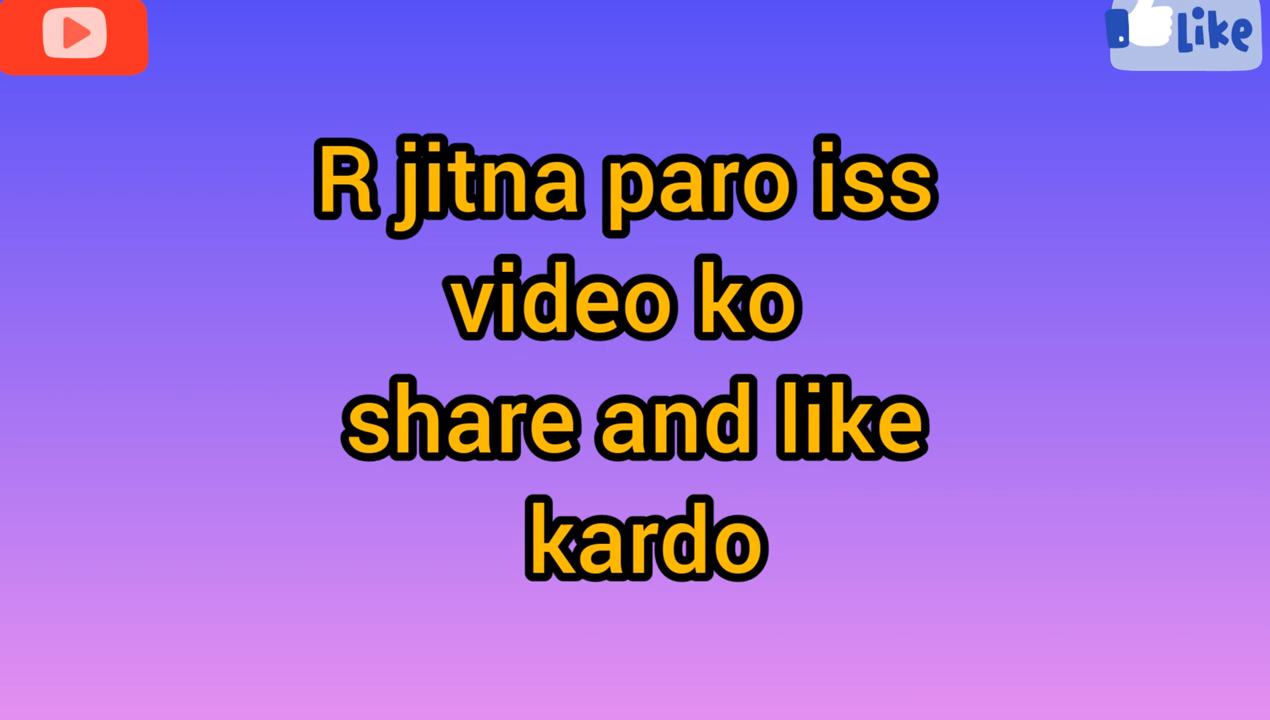 Like
R jitna paro iss
video ko
share and like
kardo